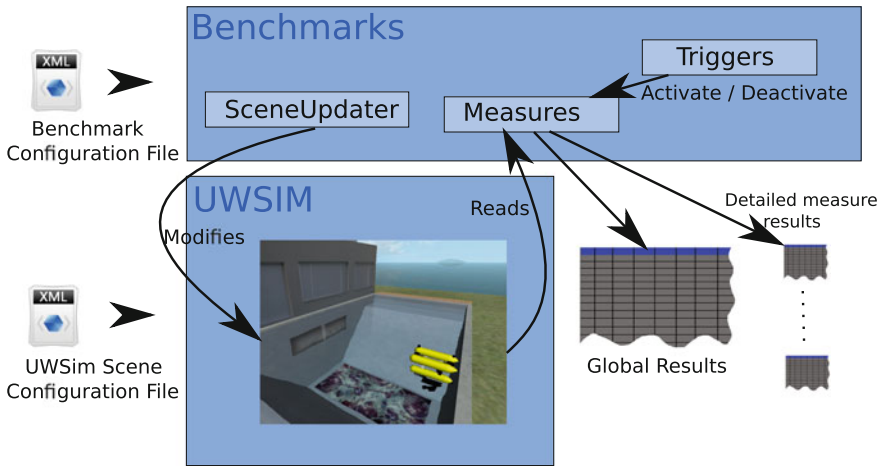 Benchmarks
XML
Benchmark
Configuration File
SceneUpdater
Measures
Triggers
Activate / Deactivate
UWSIM
Modifies
Reads
Detailed measure
results
XML
UWSim Scene
Configuration File
Global Results